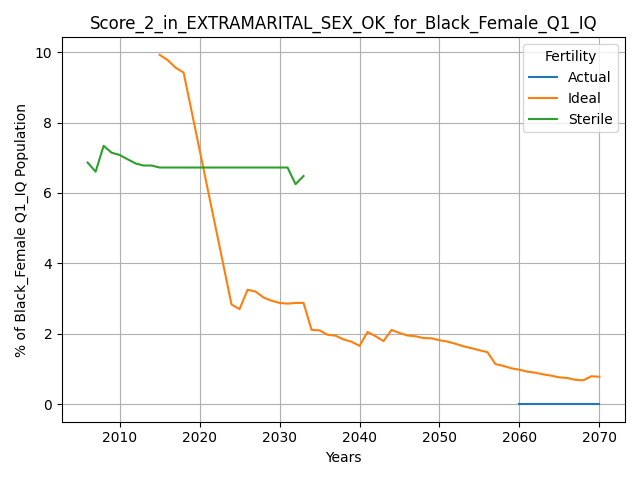 Score_2_in_EXTRAMARITAL_SEX_OK_for_Black_Female_Q1_IQ
Fertility
Actual
Ideal
Sterile
% of Black_Female Q1_IQ Population
10
8
6
4
2
0
2010 2020 2030 2040 2050 2060 2070
Years